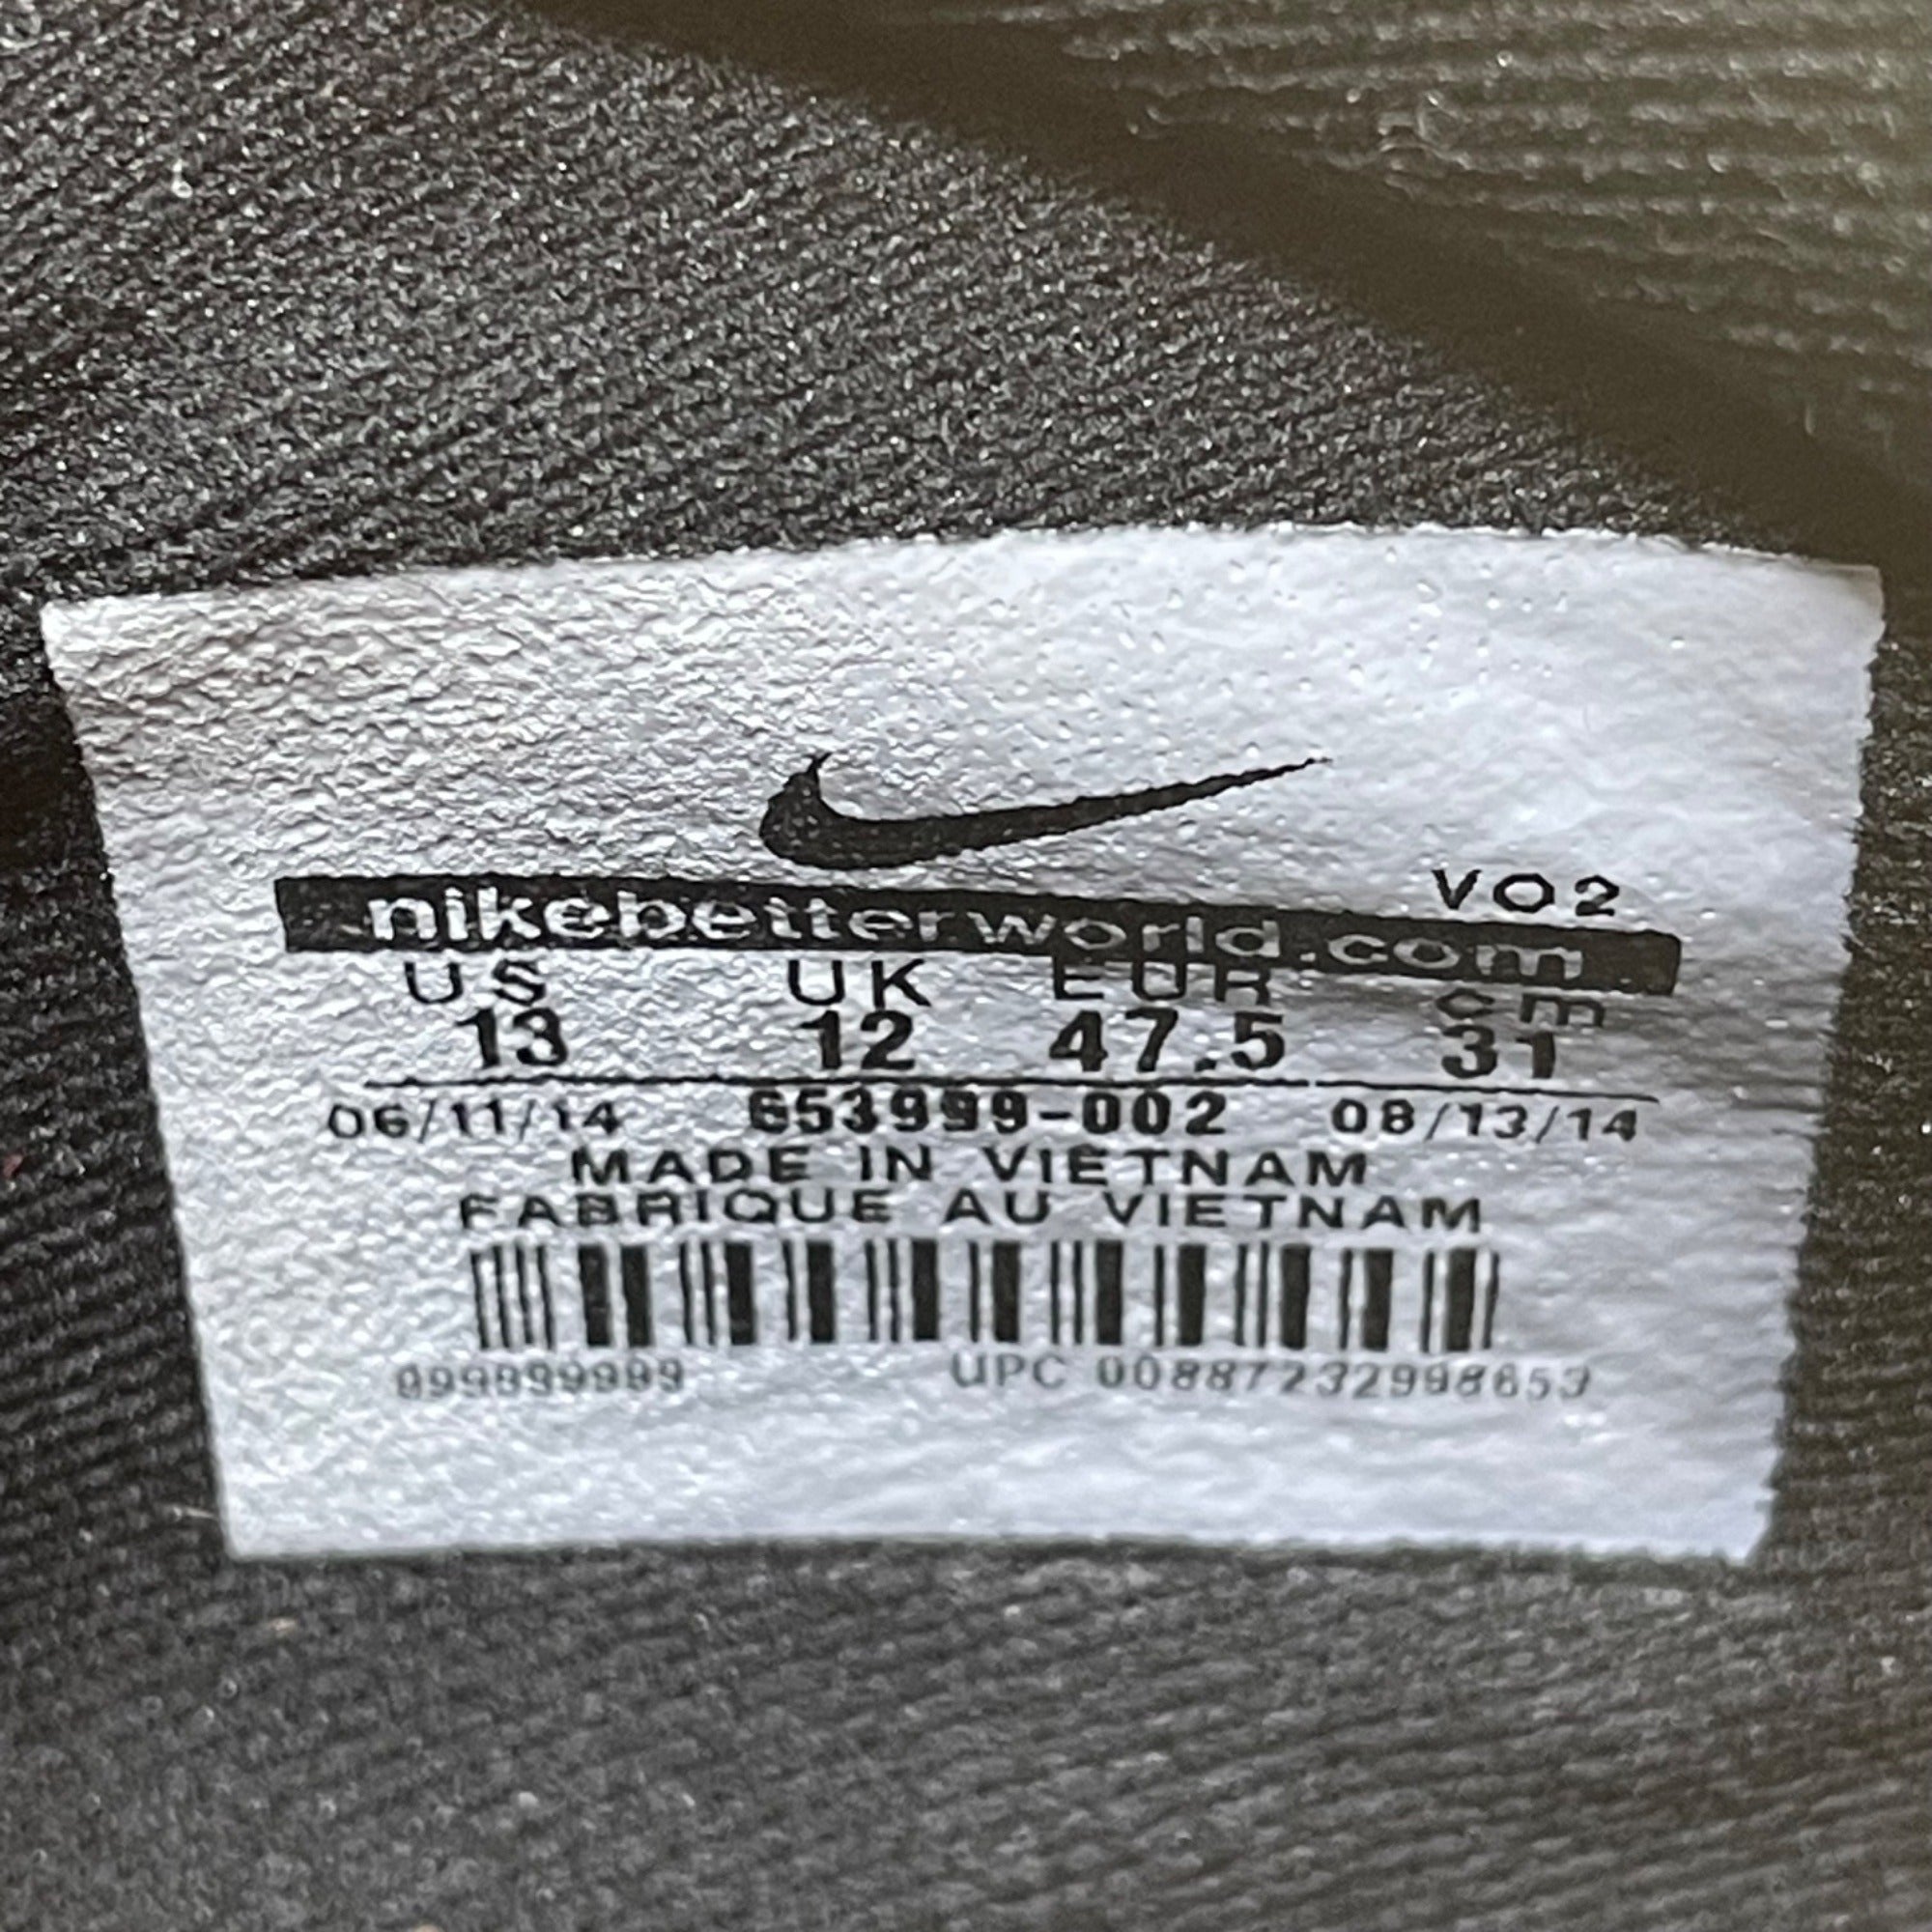 VO2
nikebetterworld.com
US UK EUR cm
13 12 47.5 31
06/11/14 653999-002 08/13/14
MADE IN VIETNAM
FABRIQUE AU VIETNAM
999999999 UPC 00887232998653